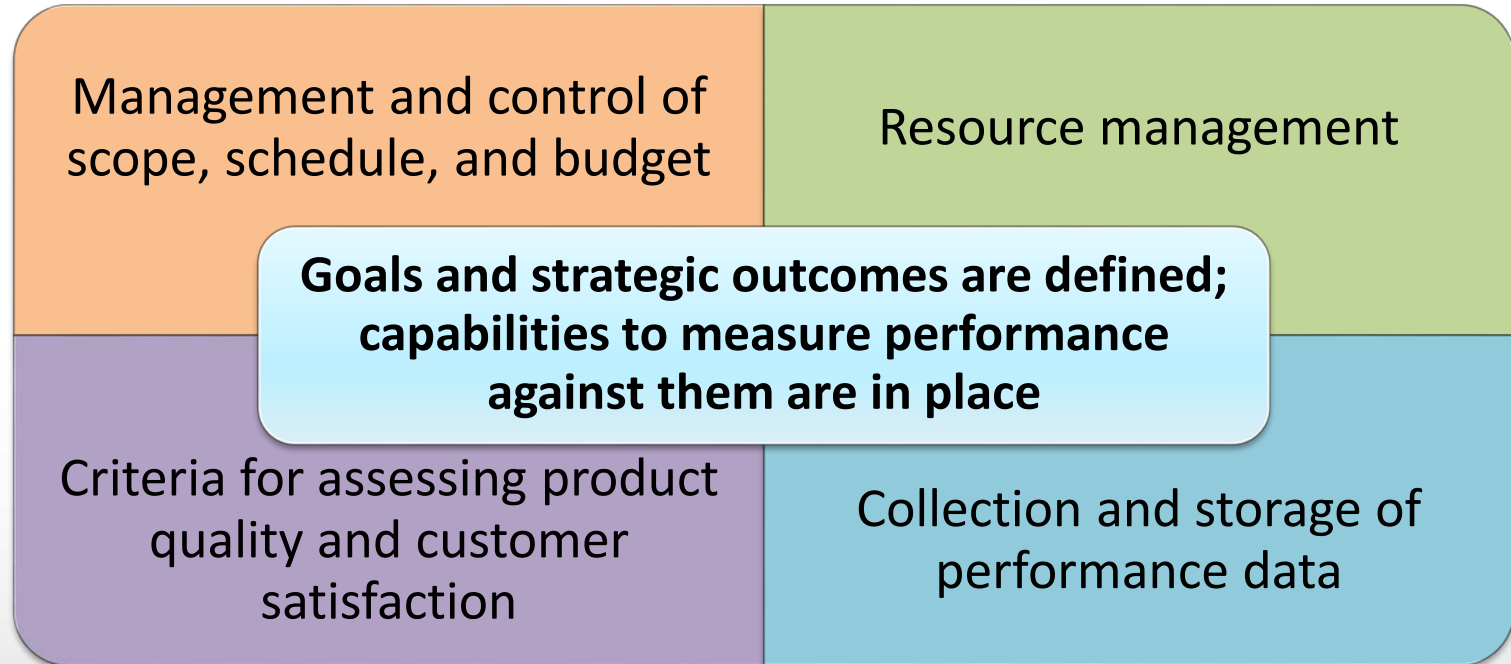 Management and control of
scope, schedule, and budget
Resource management
Goals and strategic outcomes are defined;
capabilities to measure performance
against them are in place
Criteria for assessing product
quality and customer
satisfaction
Collection and storage of
performance data